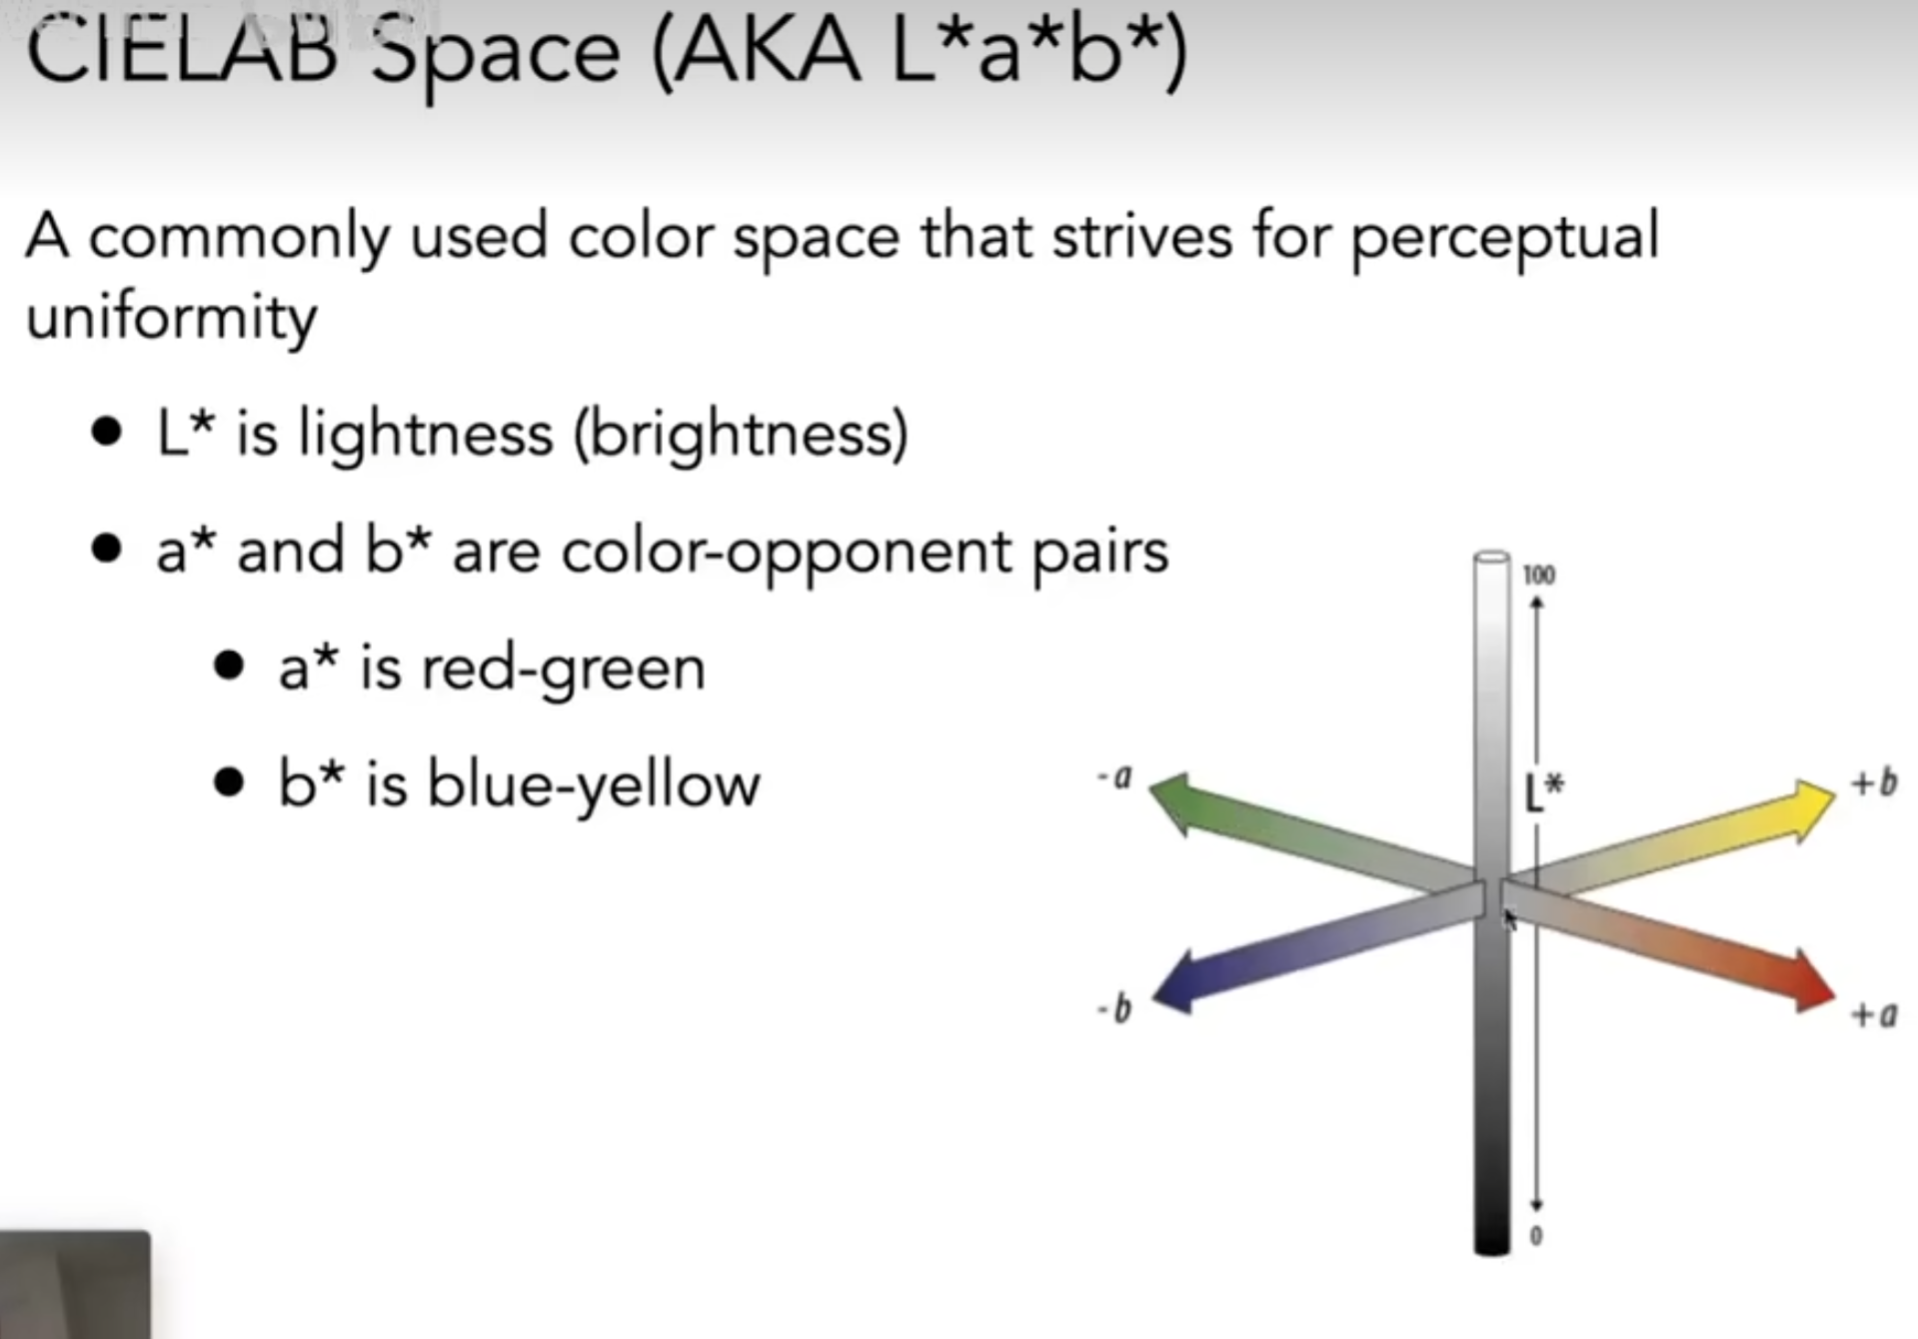 CIELAB Space (AKA L*a*b*)
A commonly used color space that strives for perceptual
uniformity
● L* is lightness (brightness)
● a* and b* are color-opponent pairs
● a* is red-green
● b* is blue-yellow
100
L*
-a
+b
-b
+a
0